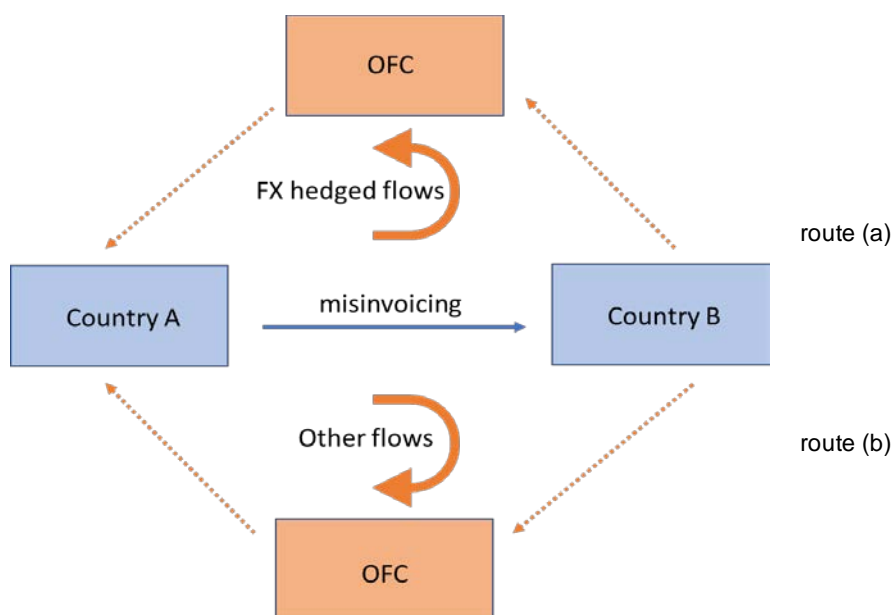 OFC
FX hedged flows
route (a)
Country A
misinvoicing
Country B
Other flows
route (b)
OFC